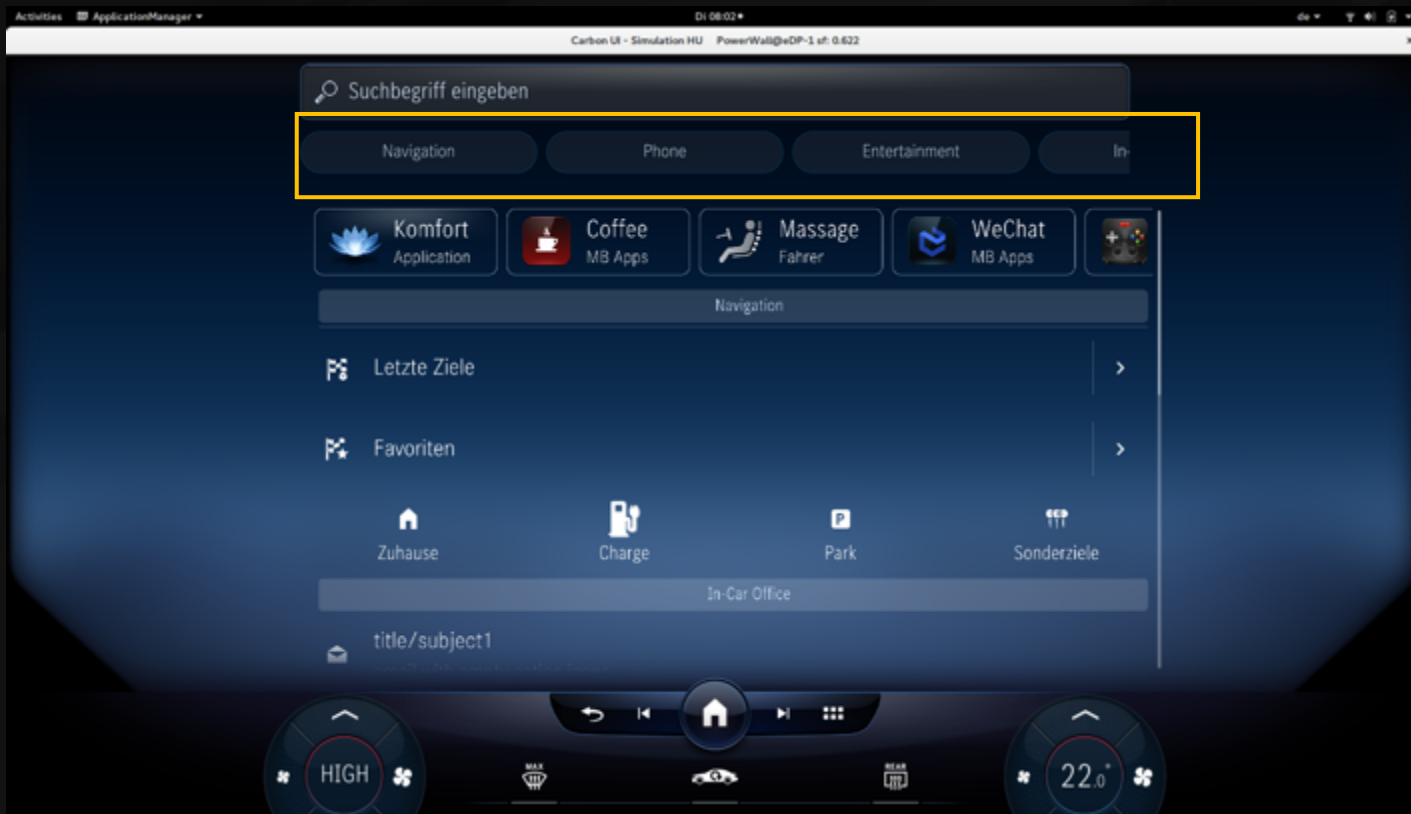 Activities ApplicationManager
Di 08:02
de
Carbon UI - Simulation HU PowerWall@eDP-1 sf: 0.622
Suchbegriff eingeben
Navigation Phone Entertainment In-
Komfort Coffee Massage WeChat
Application MB Apps Fahrer MB Apps
Navigation
Letzte Ziele
Favoriten
P
Zuhause Charge Park Sonderziele
In-Car Office
title/subject1
MAX REAR
HIGH 22.0°